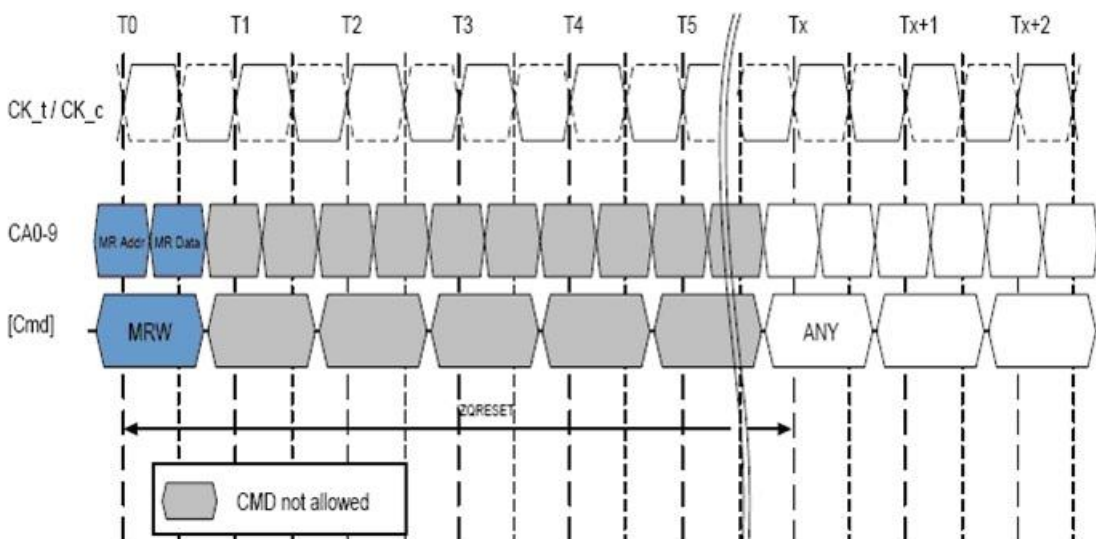 T0 T1 T2 T3 T4 T5 Tx Tx+1 Tx+2
CK_t / CK_c
CA0-9 MR Addr MR Data
[Cmd] MRW ANY
ZQRESET
CMD not allowed